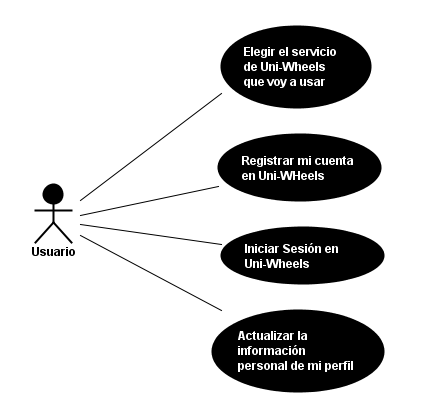 Elegir el servicio
de Uni-Wheels
que voy a usar
Registrar mi cuenta
en Uni-WHeels
Usuario
Iniciar Sesión en
Uni-Wheels
Actualizar la
información
personal de mi perfil